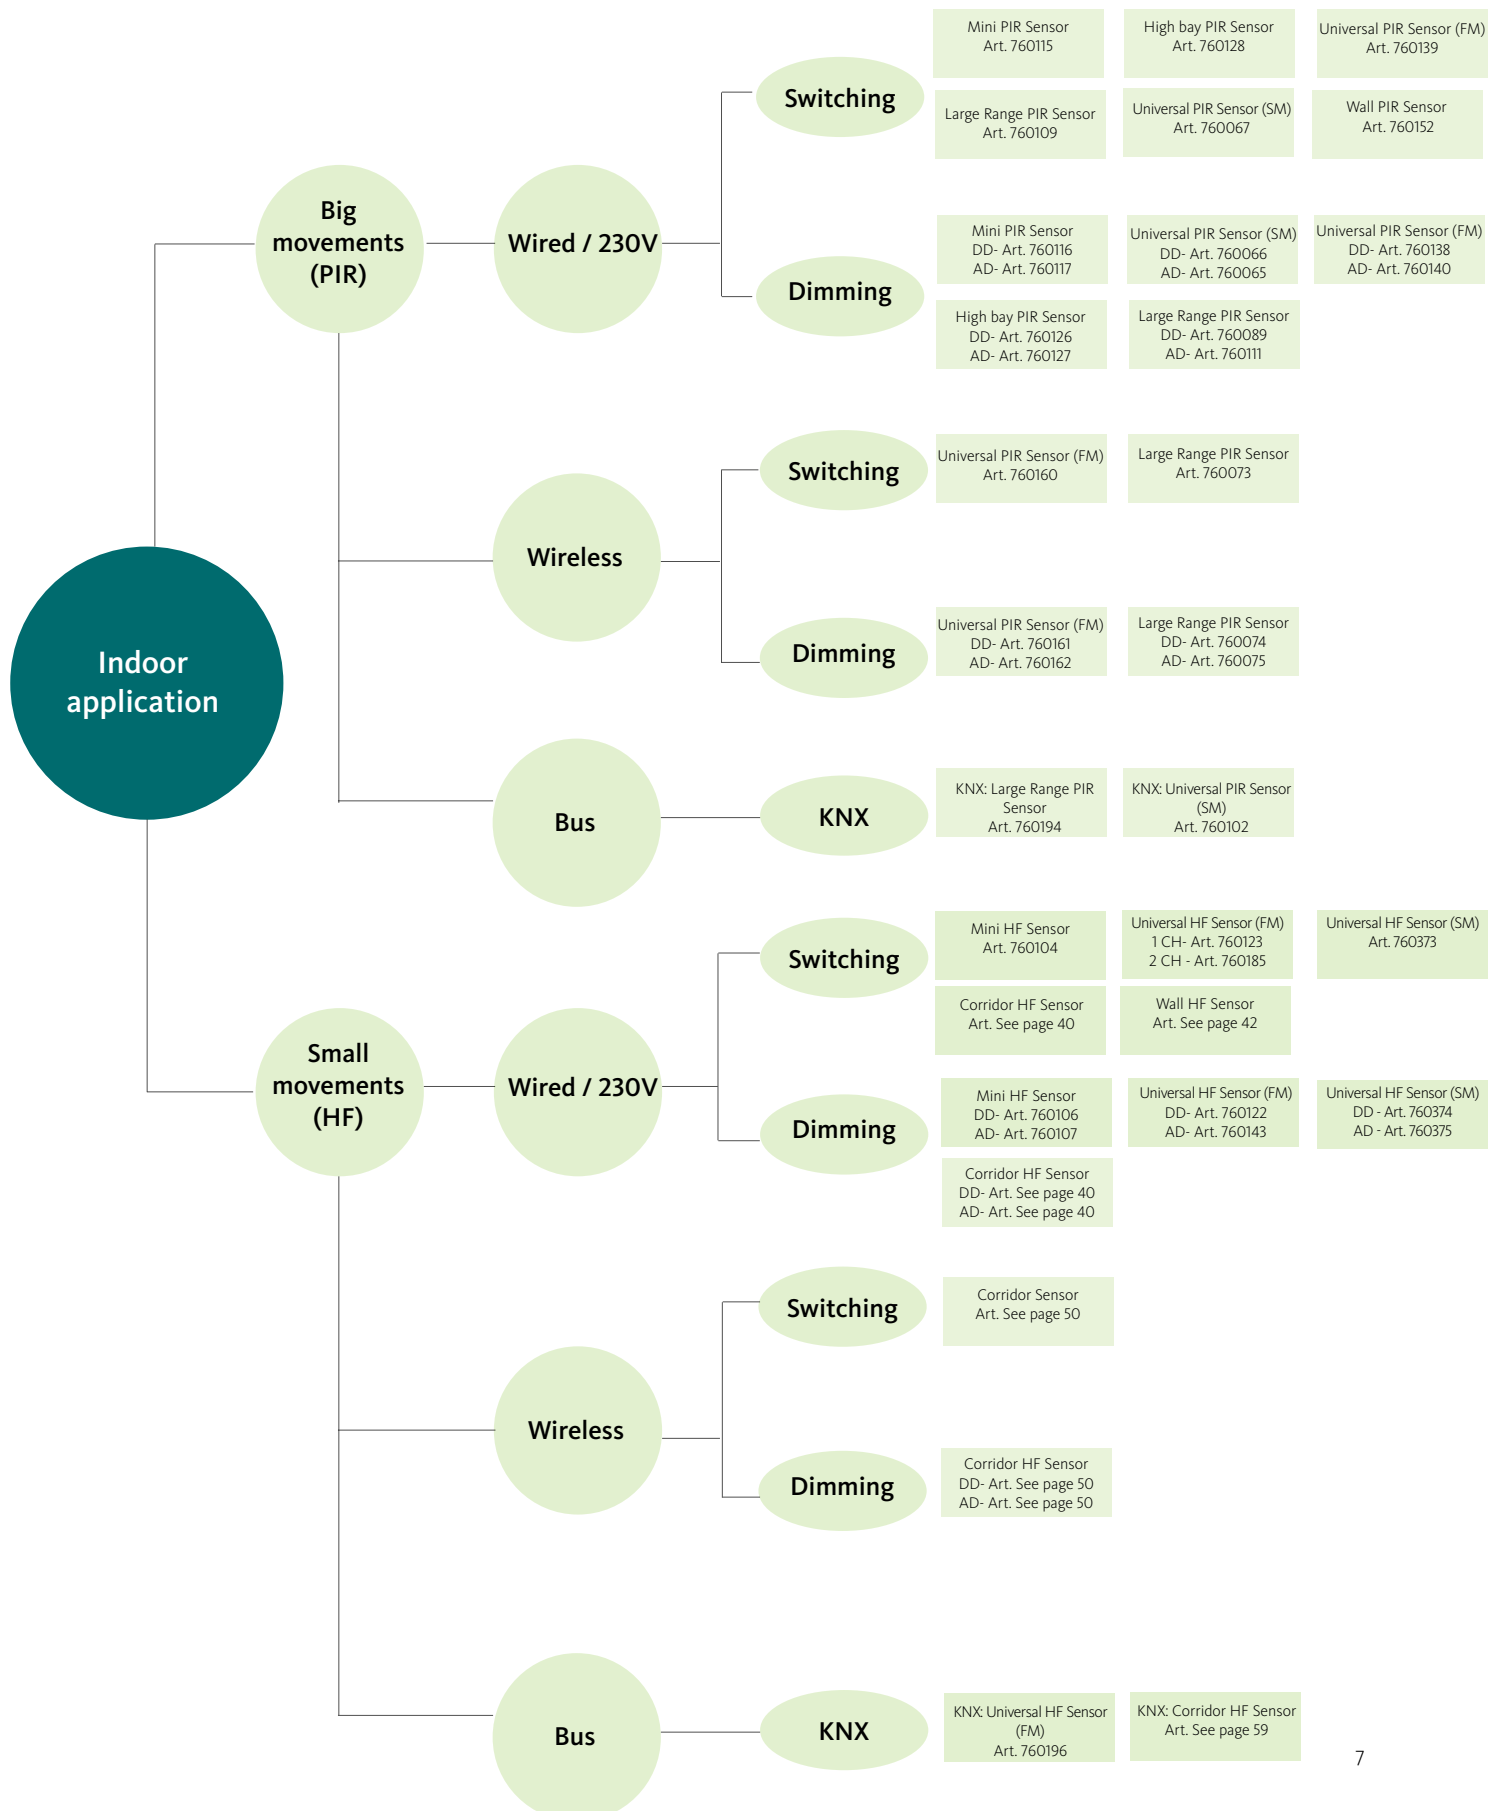 Indoor
application
Big
movements
(PIR)
Wired / 230V
Switching
Mini PIR Sensor
Art. 760115
High bay PIR Sensor
Art. 760128
Universal PIR Sensor (FM)
Art. 760139
Large Range PIR Sensor
Art. 760109
Universal PIR Sensor (SM)
Art. 760067
Wall PIR Sensor
Art. 760152
Dimming
Mini PIR Sensor
DD- Art. 760116
AD- Art. 760117
Universal PIR Sensor (SM)
DD- Art. 760066
AD- Art. 760065
Universal PIR Sensor (FM)
DD- Art. 760138
AD- Art. 760140
High bay PIR Sensor
DD- Art. 760126
AD- Art. 760127
Large Range PIR Sensor
DD- Art. 760089
AD- Art. 760111
Wireless
Switching
Universal PIR Sensor (FM)
Art. 760160
Large Range PIR Sensor
Art. 760073
Dimming
Universal PIR Sensor (FM)
DD- Art. 760161
AD- Art. 760162
Large Range PIR Sensor
DD- Art. 760074
AD- Art. 760075
Bus
KNX
KNX: Large Range PIR
Sensor
Art. 760194
KNX: Universal PIR Sensor
(SM)
Art. 760102
Small
movements
(HF)
Wired / 230V
Switching
Mini HF Sensor
Art. 760104
Universal HF Sensor (FM)
1 CH- Art. 760123
2 CH - Art. 760185
Universal HF Sensor (SM)
Art. 760373
Corridor HF Sensor
Art. See page 40
Wall HF Sensor
Art. See page 42
Dimming
Mini HF Sensor
DD- Art. 760106
AD- Art. 760107
Universal HF Sensor (FM)
DD- Art. 760122
AD- Art. 760143
Universal HF Sensor (SM)
DD - Art. 760374
AD - Art. 760375
Corridor HF Sensor
DD- Art. See page 40
AD- Art. See page 40
Wireless
Switching
Corridor Sensor
Art. See page 50
Dimming
Corridor HF Sensor
DD- Art. See page 50
AD- Art. See page 50
Bus
KNX
KNX: Universal HF Sensor
(FM)
Art. 760196
KNX: Corridor HF Sensor
Art. See page 59
7